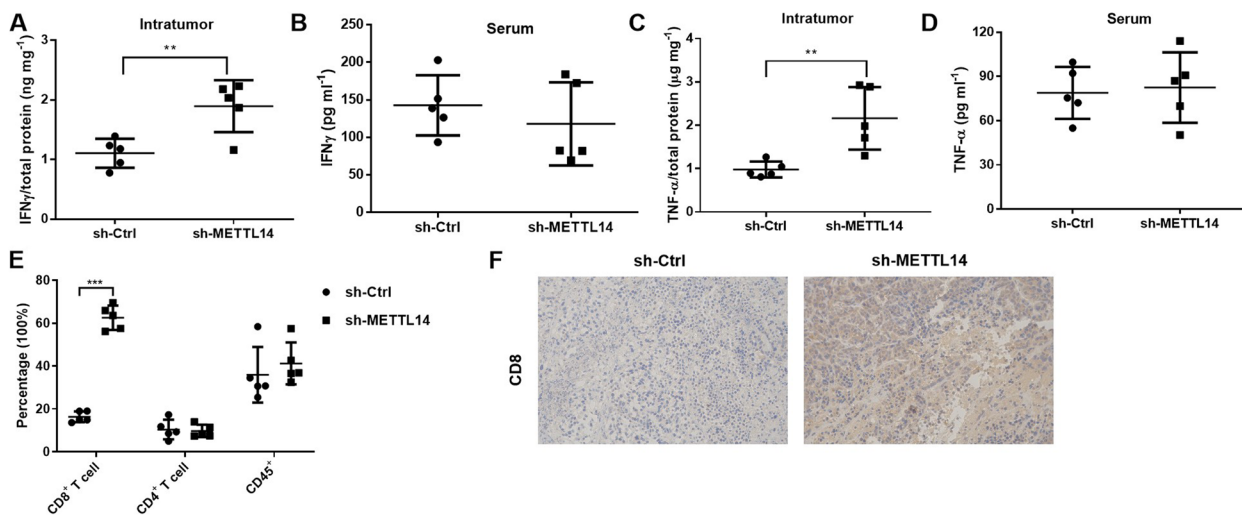 A
Intratumor
IFNγ/total protein (ng mg⁻¹)
3
2
1
0
**
sh-Ctrl
sh-METTL14
B
Serum
IFNγ (pg ml⁻¹)
250
200
150
100
50
0
sh-Ctrl
sh-METTL14
C
Intratumor
TNF-α/total protein (μg mg⁻¹)
4
3
2
1
0
**
sh-Ctrl
sh-METTL14
D
Serum
TNF-α (pg ml⁻¹)
120
90
60
30
0
sh-Ctrl
sh-METTL14
E
Percentage (100%)
80
60
40
20
0
***
CD8⁺ T cell
CD4⁺ T cell
CD45⁺
sh-Ctrl
sh-METTL14
F
sh-Ctrl
sh-METTL14
CD8